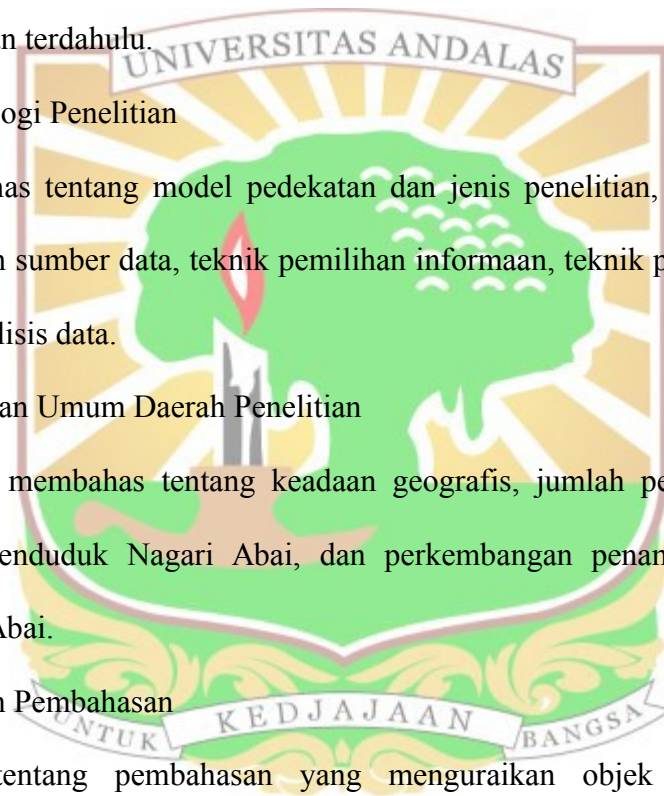 an terdahulu.
UNIVERSITAS ANDALAS
ogi Penelitian
as tentang model pedekatan dan jenis penelitian,
n sumber data, teknik pemilihan informaan, teknik p
lisis data.
an Umum Daerah Penelitian
membahas tentang keadaan geografis, jumlah pe
enduduk Nagari Abai, dan perkembangan penan
Abai.
n Pembahasan
UNTUK KEDJAJAAN BANGSA
tentang pembahasan yang menguraikan objek